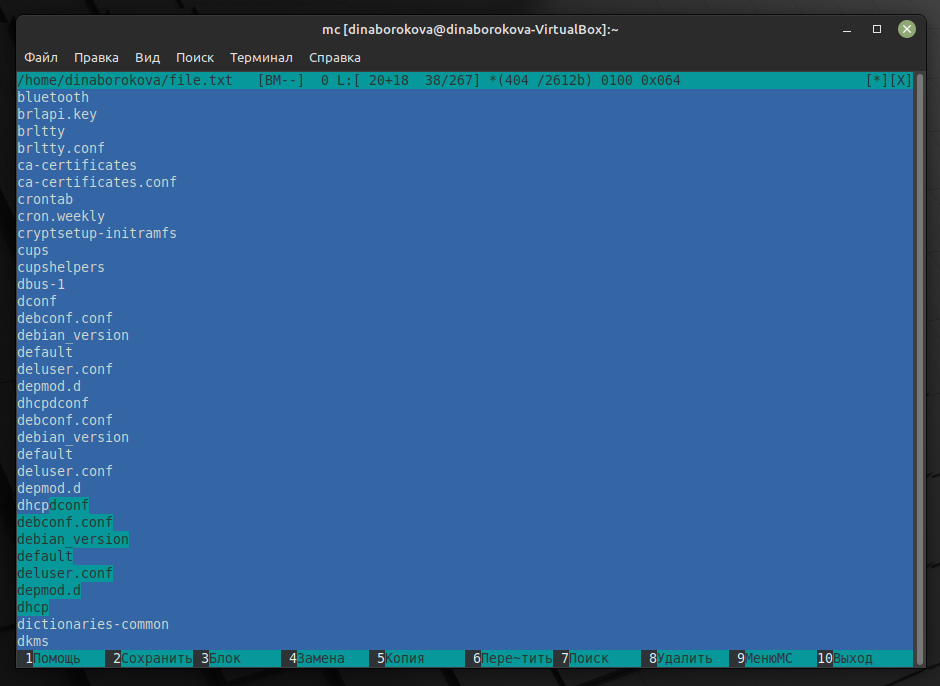 mc [dinaborokova@dinaborokova-VirtualBox]:~
Файл Правка Вид Поиск Терминал Справка
/home/dinaborokova/file.txt [BM--] 0 L:[ 20+18 38/267] *(404 /2612b) 0100 0x064 [*][X]
bluetooth
brlapi.key
brltty
brltty.conf
ca-certificates
ca-certificates.conf
crontab
cron.weekly
cryptsetup-initramfs
cups
cupshelpers
dbus-1
dconf
debconf.conf
debian_version
default
deluser.conf
depmod.d
dhcpdconf
debconf.conf
debian_version
default
deluser.conf
depmod.d
dhcpdconf
debconf.conf
debian_version
default
deluser.conf
depmod.d
dhcp
dictionaries-common
dkms
1Помощь 2Сохранить 3Блок 4Замена 5Копия 6Пере~тить 7Поиск 8Удалить 9МенюMC 10Выход